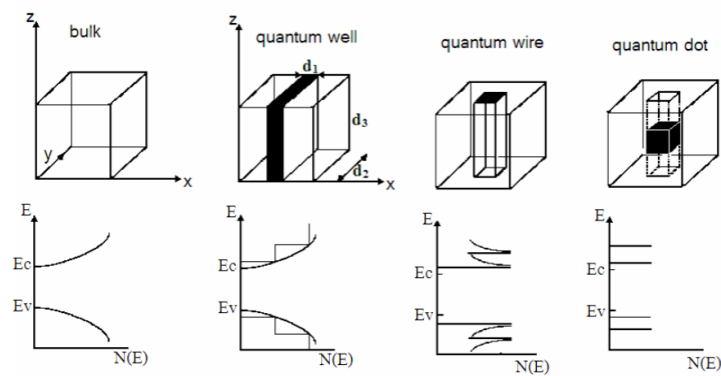 bulk
quantum well
quantum wire
quantum dot
z
y
x
z
d1
d3
d2
x
E
Ec
Ev
N(E)
E
Ec
Ev
N(E)
E
Ec
Ev
N(E)
E
Ec
Ev
N(E)